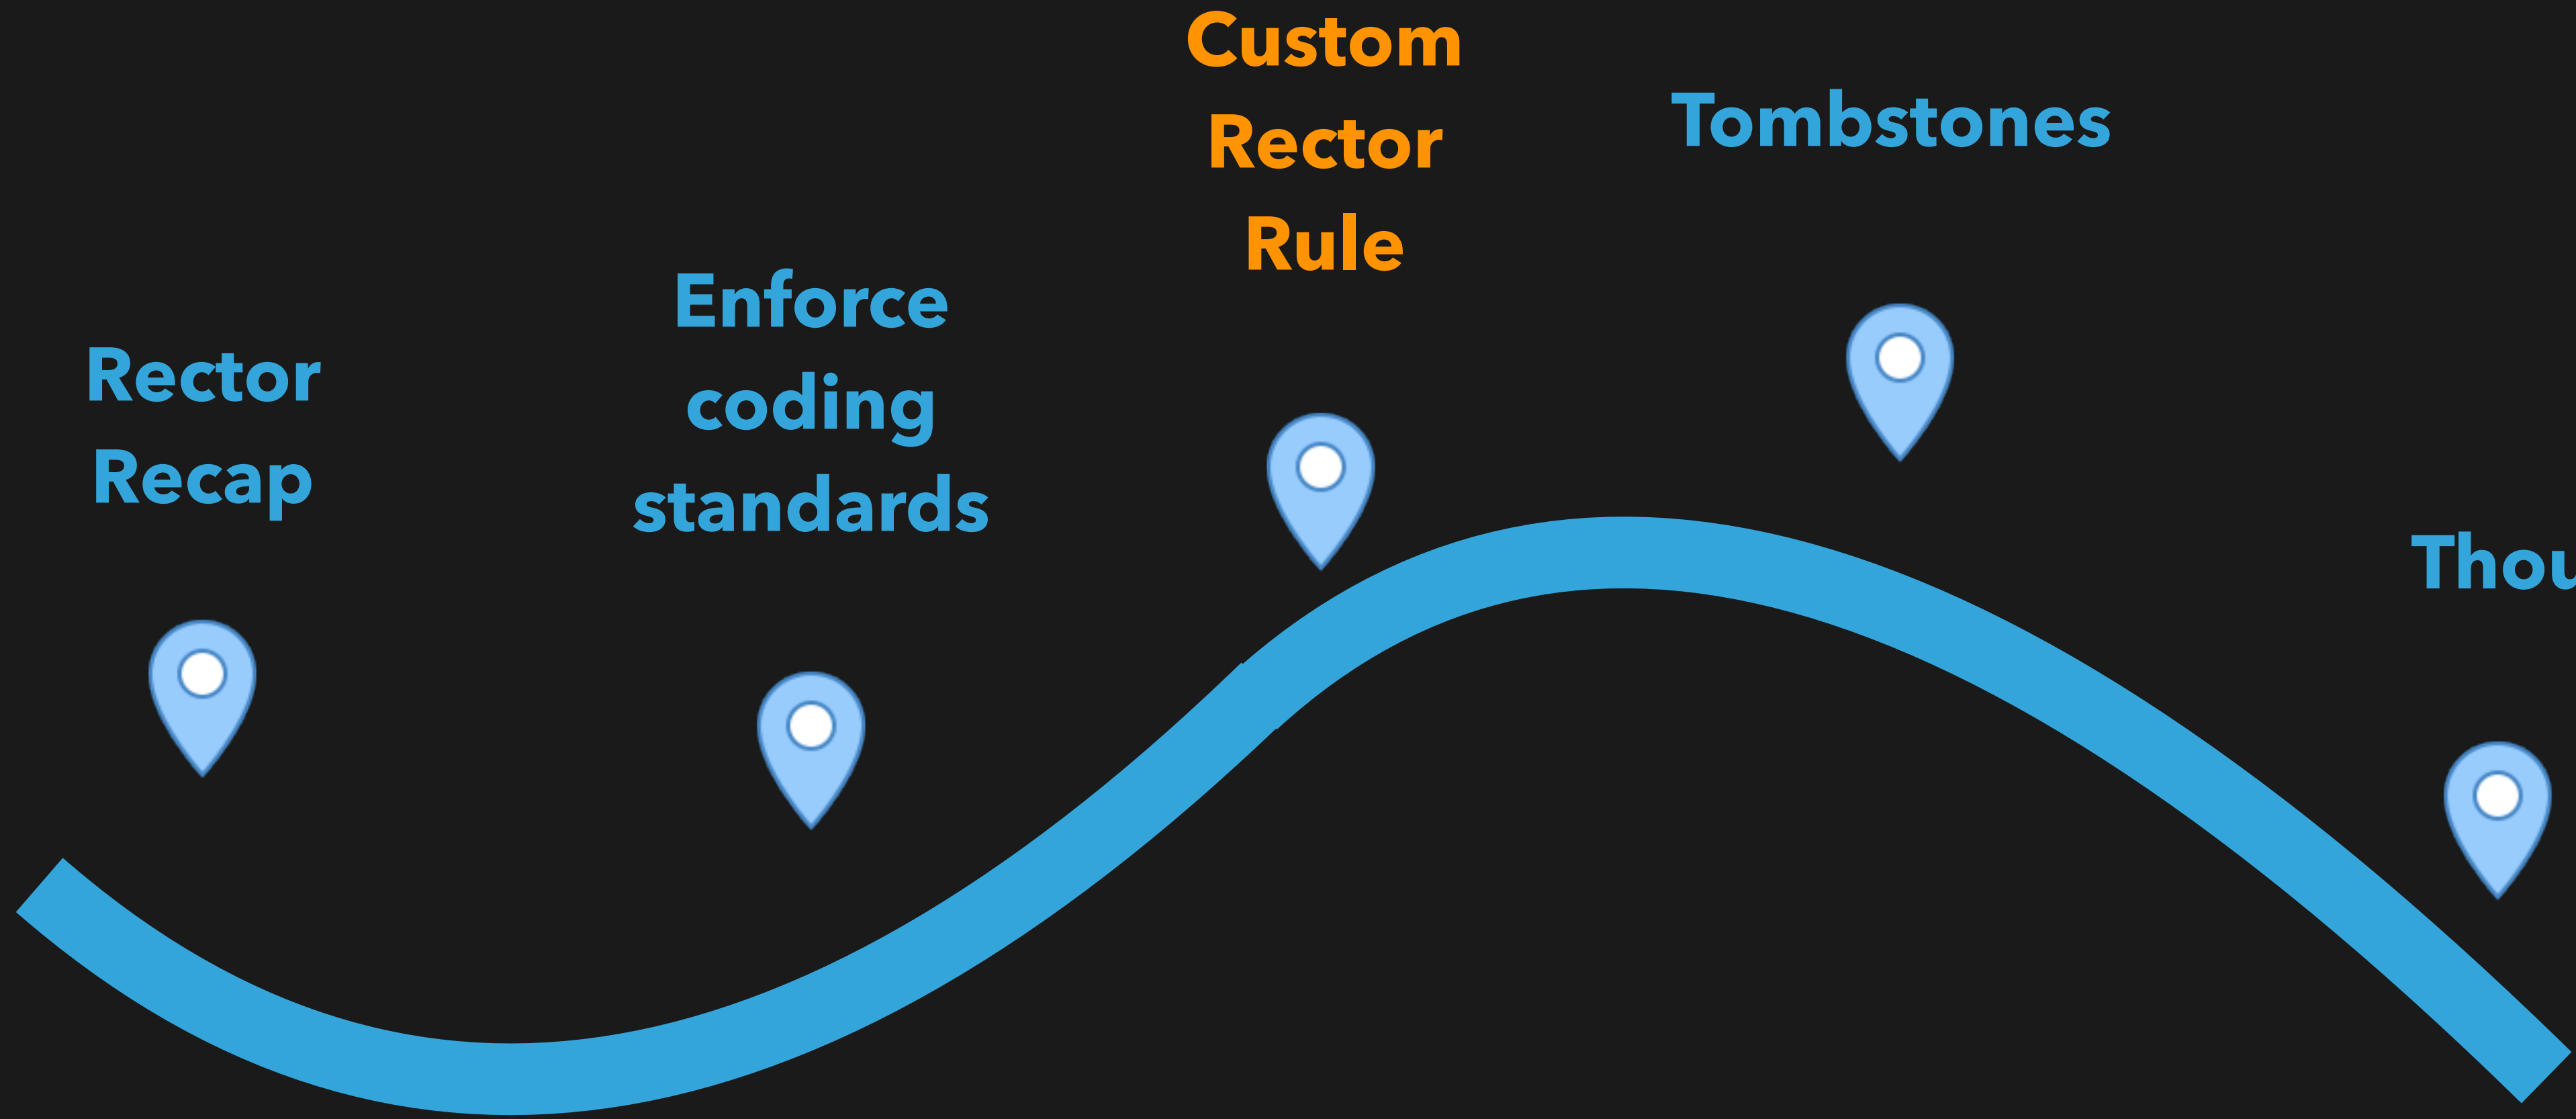 Rector
Recap
Enforce
coding
standards
Custom
Rector
Rule
Tombstones